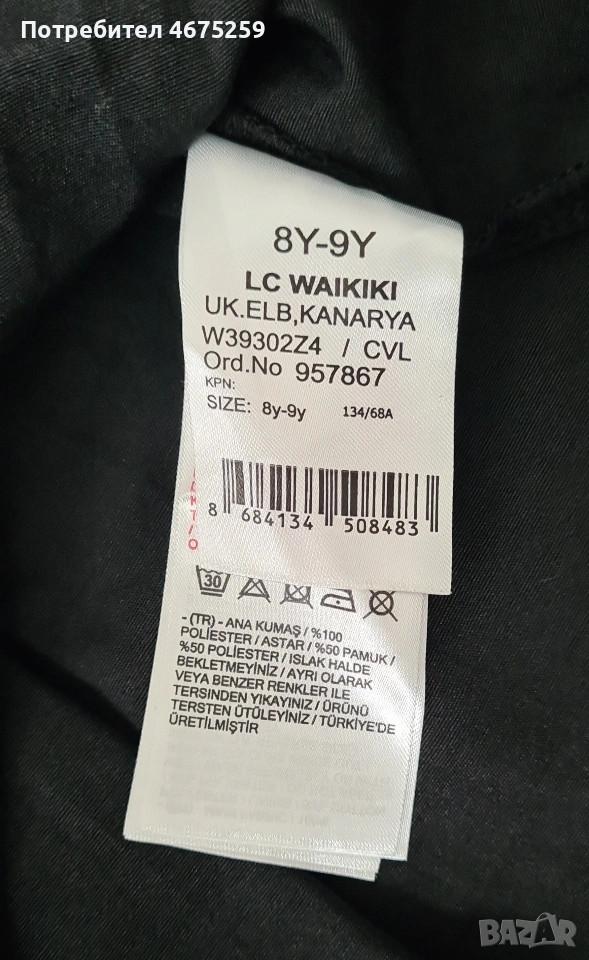 Потребител 4675259
8Y-9Y
LC WAIKIKI
UK.ELB,KANARYA
W39302Z4 / CVL
Ord.No 957867
KPN:
SIZE: 8y-9y 134/68A
8 684134 508483
30
- (TR) - ANA KUMAŞ / %100
POLİESTER / ASTAR / %50 PAMUK /
%50 POLİESTER / ISLAK HALDE
BEKLETMEYİNİZ / AYRI OLARAK
VEYA BENZER RENKLER İLE
TERSİNDEN YIKAYINIZ / ÜRÜNÜ
TERSTEN ÜTÜLEYİNİZ / TÜRKİYE'DE
ÜRETİLMİŞTİR
BAZAR